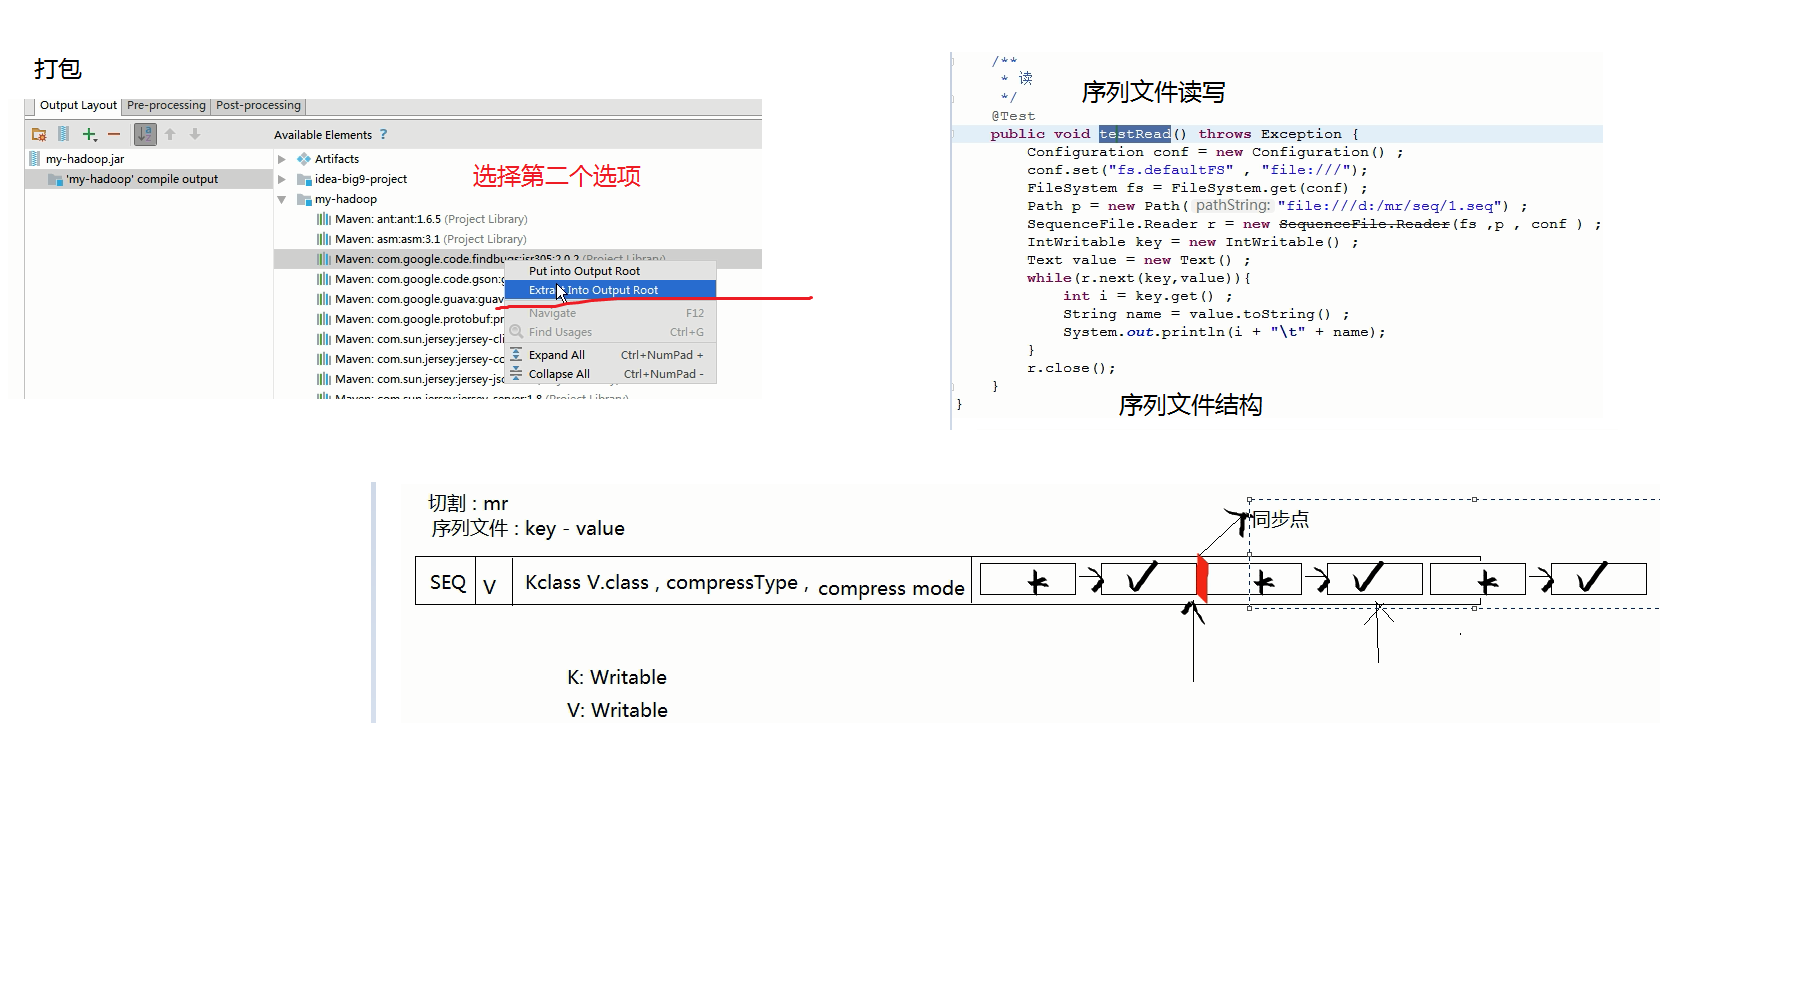 打包
Output Layout Pre-processing Post-processing
Available Elements ?
my-hadoop.jar
'my-hadoop' compile output
Artifacts
idea-big9-project
my-hadoop
选择第二个选项
Maven: ant:ant:1.6.5 (Project Library)
Maven: asm:asm:3.1 (Project Library)
Maven: com.google.code.findbugs:jsr305:2.0.2 (Project Library)
Maven: com.google.code.gson:g
Maven: com.google.guava:guav
Maven: com.google.protobuf:pr
Maven: com.sun.jersey:jersey-cli
Maven: com.sun.jersey:jersey-cc
Maven: com.sun.jersey:jersey-jsc
Maven: com.sun.jersey:jersey-server:1.8 (Project Library)
Put into Output Root
Extract Into Output Root
Navigate F12
Find Usages Ctrl+G
Expand All Ctrl+NumPad +
Collapse All Ctrl+NumPad -
/**
* 读
*/
序列文件读写
@Test
public void testRead() throws Exception {
Configuration conf = new Configuration() ;
conf.set("fs.defaultFS" , "file:///");
FileSystem fs = FileSystem.get(conf) ;
Path p = new Path( pathString: "file:///d:/mr/seq/1.seq") ;
SequenceFile.Reader r = new SequenceFile.Reader(fs ,p , conf ) ;
IntWritable key = new IntWritable() ;
Text value = new Text() ;
while(r.next(key,value)){
int i = key.get() ;
String name = value.toString() ;
System.out.println(i + "\t" + name);
}
r.close();
}
}
序列文件结构
切割 : mr
序列文件 : key - value
同步点
SEQ V Kclass V.class , compressType , compress mode
K: Writable
V: Writable